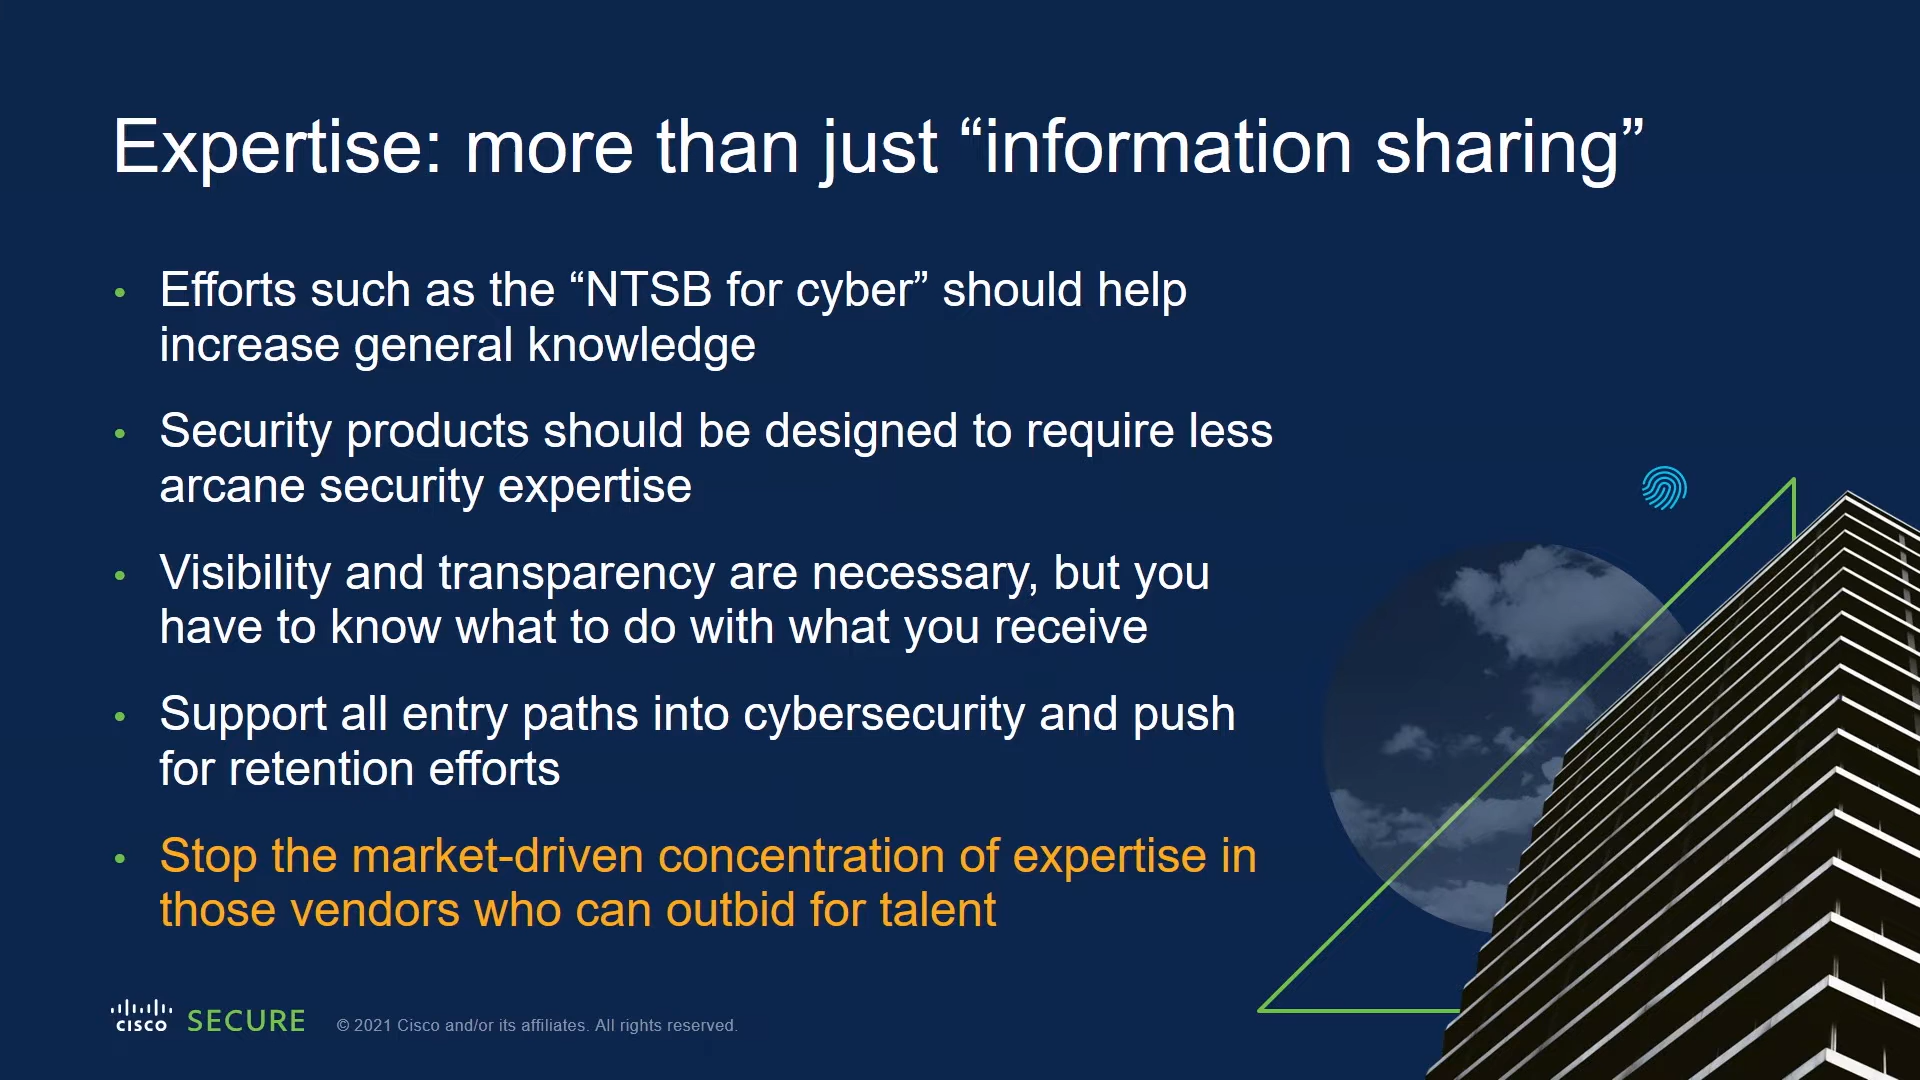 Expertise: more than just “information sharing”
• Efforts such as the “NTSB for cyber” should help
increase general knowledge
• Security products should be designed to require less
arcane security expertise
• Visibility and transparency are necessary, but you
have to know what to do with what you receive
• Support all entry paths into cybersecurity and push
for retention efforts
• Stop the market-driven concentration of expertise in
those vendors who can outbid for talent
CISCO SECURE © 2021 Cisco and/or its affiliates. All rights reserved.